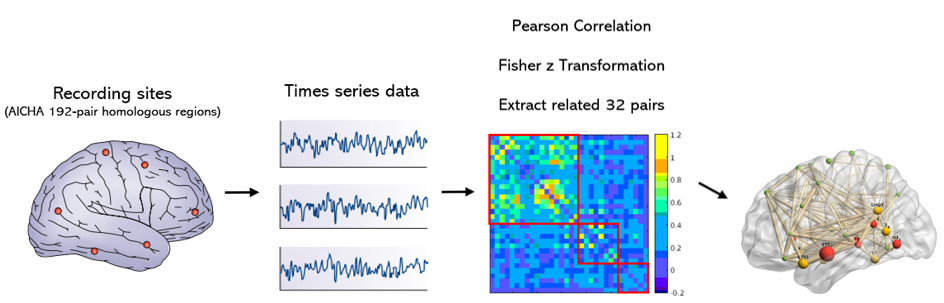 Recording sites
(AICHA 192-pair homologous regions)
Times series data
Pearson Correlation
Fisher z Transformation
Extract related 32 pairs
1.2
1
0.8
0.6
0.4
0.2
0
-0.2